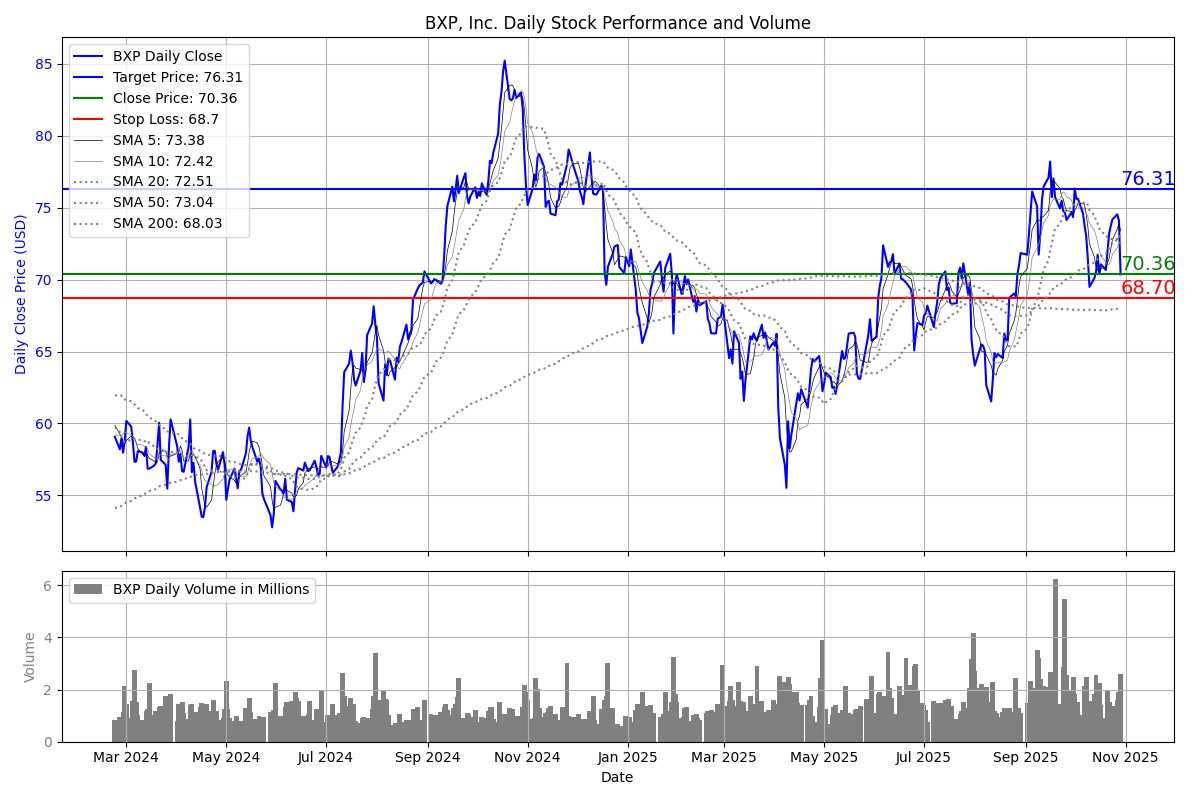 BXP, Inc. Daily Stock Performance and Volume
BXP Daily Close
Target Price: 76.31
Close Price: 70.36
Stop Loss: 68.7
SMA 5: 73.38
SMA 10: 72.42
SMA 20: 72.51
SMA 50: 73.04
SMA 200: 68.03
85
80
75
70
65
60
55
Daily Close Price (USD)
76.31
70.36
68.70
BXP Daily Volume in Millions
6
4
2
0
Volume
Mar 2024 May 2024 Jul 2024 Sep 2024 Nov 2024 Jan 2025 Mar 2025 May 2025 Jul 2025 Sep 2025 Nov 2025
Date